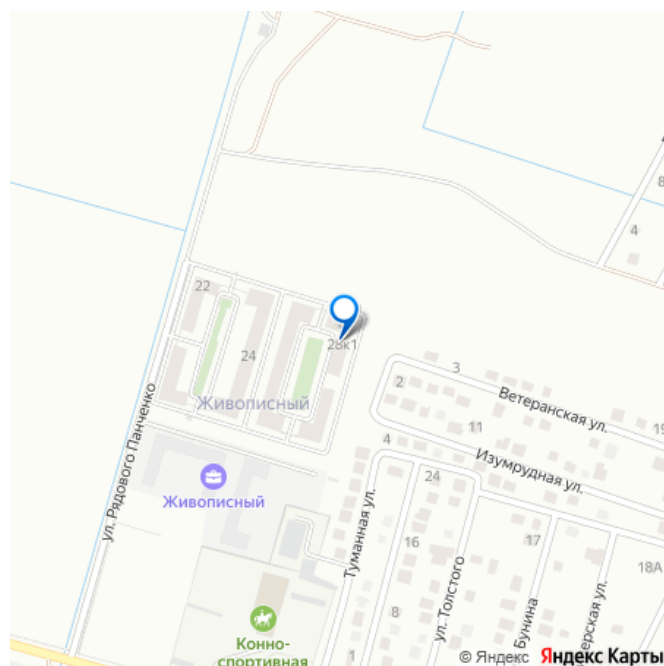 8
4
22
28к1
24
3
Живописный
2
Ветеранская ул.
19
ул. Рядового Панченко
11
4
Изумрудная ул.
24
Живописный
Туманная ул.
16
17
ул. Толстого
18А
8
Бунина
Конно-
спортивная
1
© Яндекс Яндекс Карты